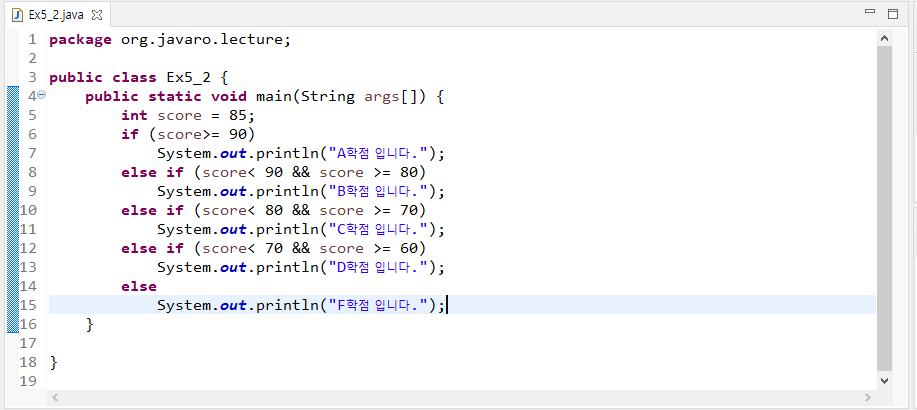 Ex5_2.java
1 package org.javaro.lecture;
2
3 public class Ex5_2 {
4 public static void main(String args[]) {
5 int score = 85;
6 if (score>= 90)
7 System.out.println("A학점 입니다.");
8 else if (score< 90 && score >= 80)
9 System.out.println("B학점 입니다.");
10 else if (score< 80 && score >= 70)
11 System.out.println("C학점 입니다.");
12 else if (score< 70 && score >= 60)
13 System.out.println("D학점 입니다.");
14 else
15 System.out.println("F학점 입니다.");
16 }
17
18 }
19